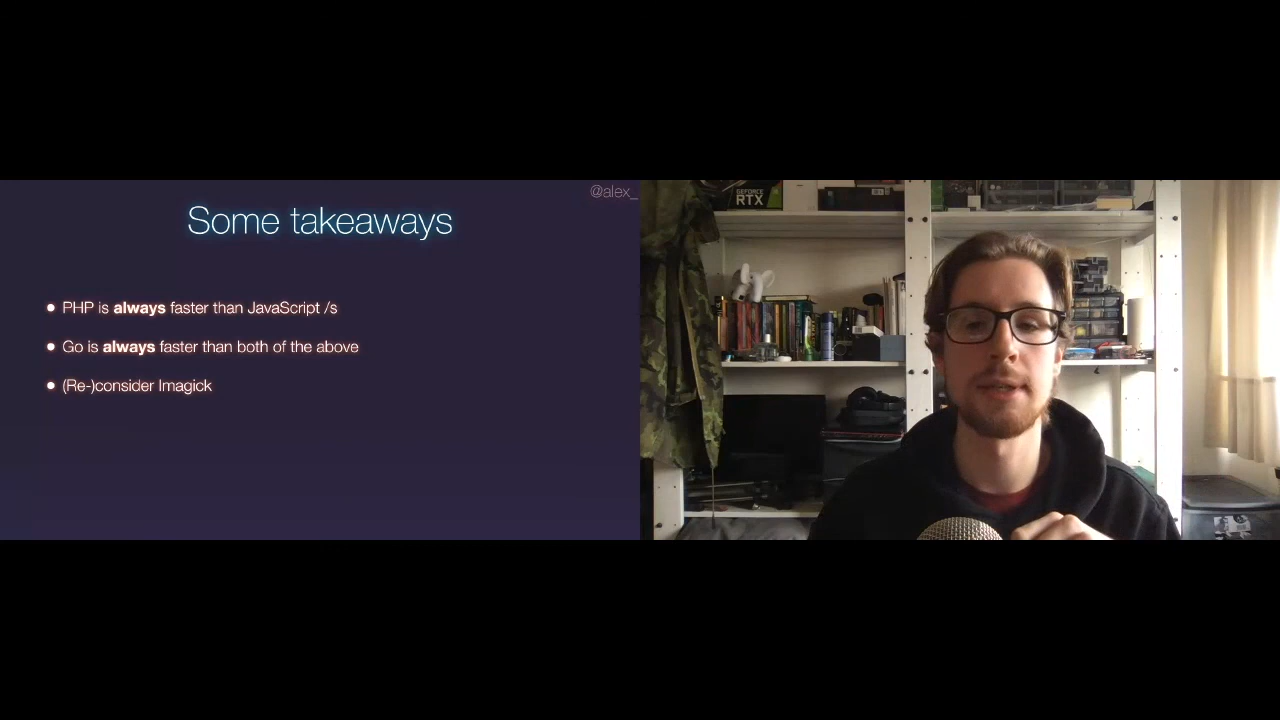 @alex_
Some takeaways
PHP is always faster than JavaScript /s
Go is always faster than both of the above
(Re-)consider Imagick
GEFORCE
RTX